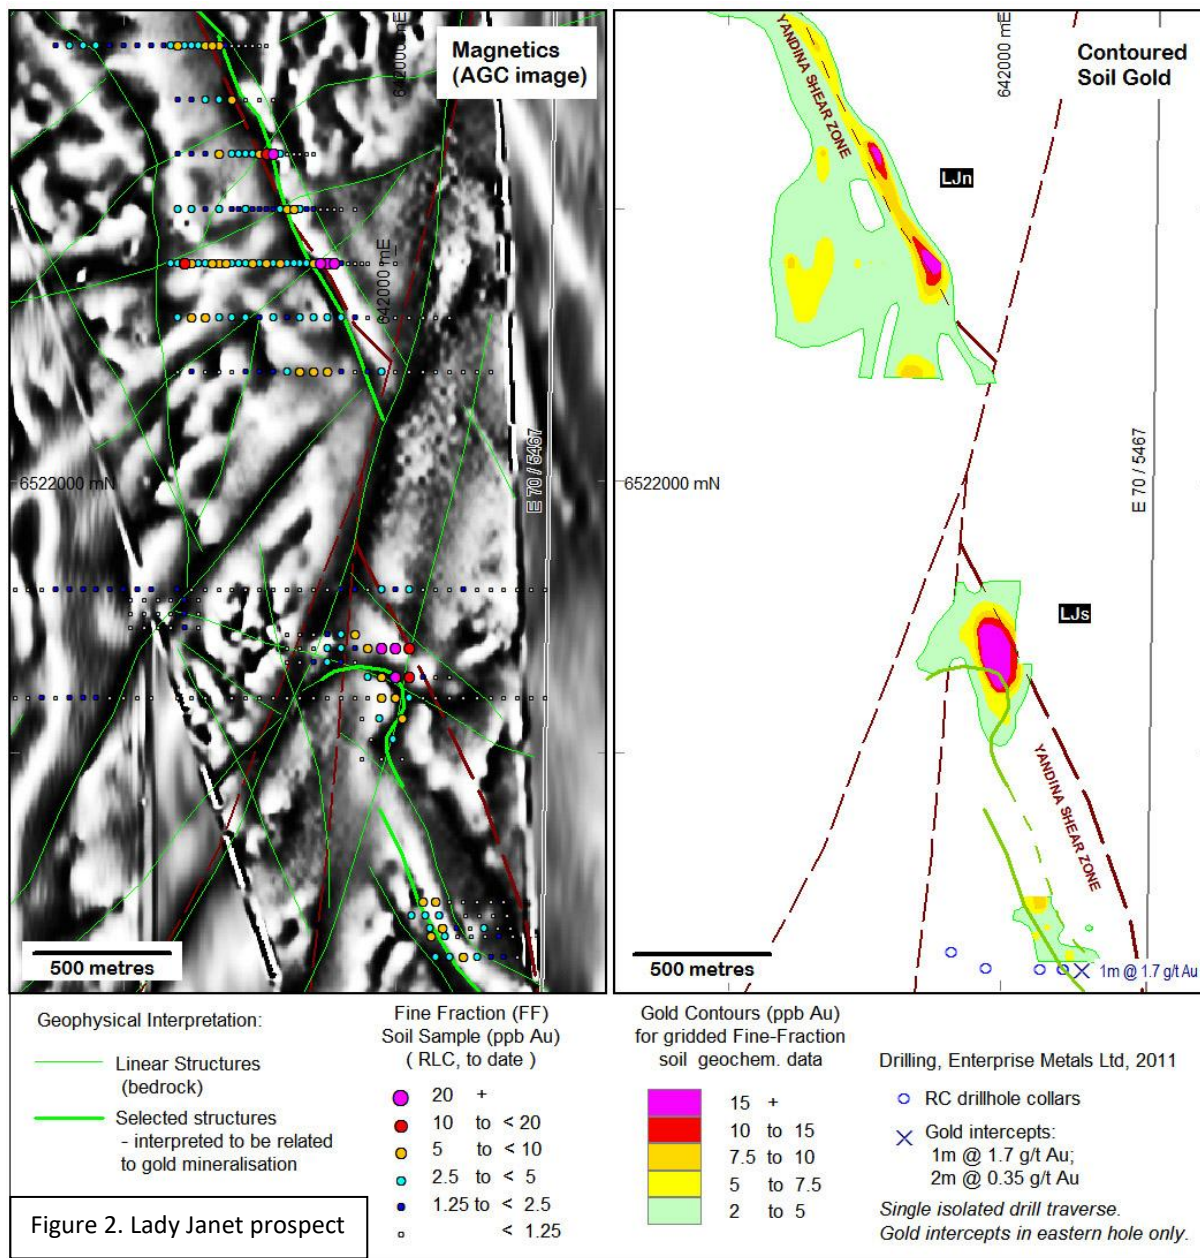 642000 mE
Magnetics
(AGC image)
642000 mE
6522000 mN
E 70 / 5467
500 metres
YANDINA SHEAR ZONE
642000 mE
Contoured
Soil Gold
LJn
6522000 mN
E 70 / 5467
LJs
YANDINA SHEAR ZONE
500 metres
1m @ 1.7 g/t Au
Geophysical Interpretation:
Linear Structures
(bedrock)
Selected structures
- interpreted to be related
to gold mineralisation
Figure 2. Lady Janet prospect
Fine Fraction (FF)
Soil Sample (ppb Au)
( RLC, to date )
20 +
10 to < 20
5 to < 10
2.5 to < 5
1.25 to < 2.5
< 1.25
Gold Contours (ppb Au)
for gridded Fine-Fraction
soil geochem. data
15 +
10 to 15
7.5 to 10
5 to 7.5
2 to 5
Drilling, Enterprise Metals Ltd, 2011
RC drillhole collars
Gold intercepts:
1m @ 1.7 g/t Au;
2m @ 0.35 g/t Au
Single isolated drill traverse.
Gold intercepts in eastern hole only.